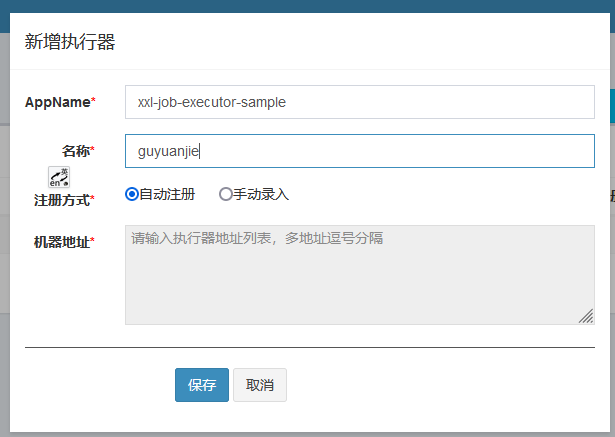 新增执行器
AppName* xxl-job-executor-sample
名称* guyuanjie
英
en
注册方式* 自动注册 手动录入
机器地址* 请输入执行器地址列表，多地址逗号分隔
保存 取消